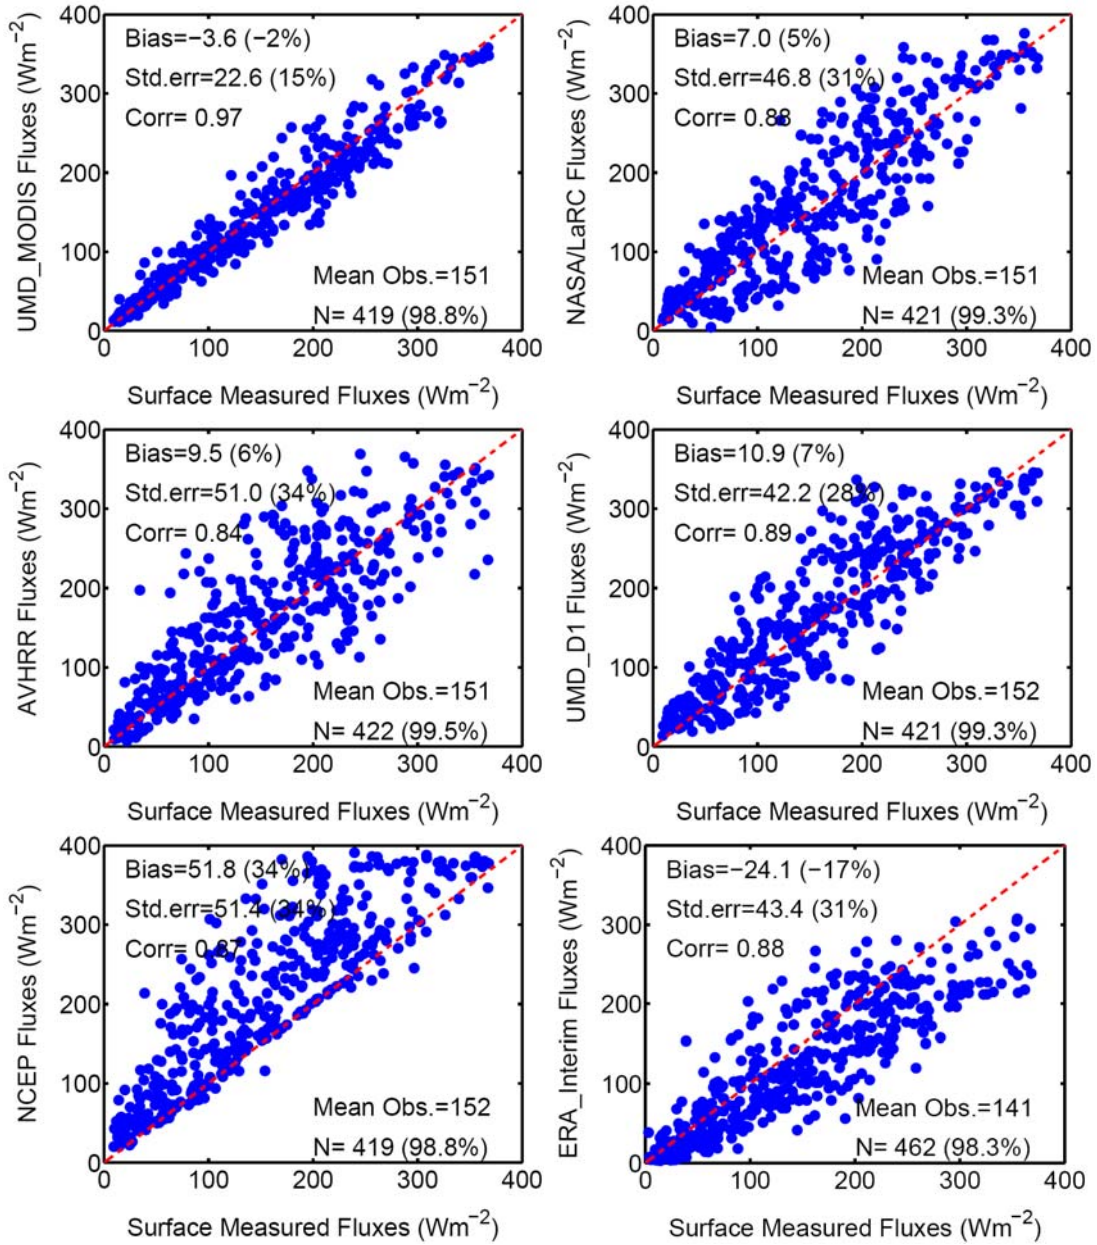 UMD_MODIS Fluxes (Wm−2)
400
300
200
100
0
Bias=−3.6 (−2%)
Std.err=22.6 (15%)
Corr= 0.97
Mean Obs.=151
N= 419 (98.8%)
0 100 200 300 400
Surface Measured Fluxes (Wm−2)
NASA/LaRC Fluxes (Wm−2)
400
300
200
100
0
Bias=7.0 (5%)
Std.err=46.8 (31%)
Corr= 0.83
Mean Obs.=151
N= 421 (99.3%)
0 100 200 300 400
Surface Measured Fluxes (Wm−2)
AVHRR Fluxes (Wm−2)
400
300
200
100
0
Bias=9.5 (6%)
Std.err=51.0 (34%)
Corr= 0.84
Mean Obs.=151
N= 422 (99.5%)
0 100 200 300 400
Surface Measured Fluxes (Wm−2)
UMD_D1 Fluxes (Wm−2)
400
300
200
100
0
Bias=10.9 (7%)
Std.err=42.2 (28%)
Corr= 0.89
Mean Obs.=152
N= 421 (99.3%)
0 100 200 300 400
Surface Measured Fluxes (Wm−2)
NCEP Fluxes (Wm−2)
400
300
200
100
0
Bias=51.8 (34%)
Std.err=51.4 (34%)
Corr= 0.87
Mean Obs.=152
N= 419 (98.8%)
0 100 200 300 400
Surface Measured Fluxes (Wm−2)
ERA_Interim Fluxes (Wm−2)
400
300
200
100
0
Bias=−24.1 (−17%)
Std.err=43.4 (31%)
Corr= 0.88
Mean Obs.=141
N= 462 (98.3%)
0 100 200 300 400
Surface Measured Fluxes (Wm−2)